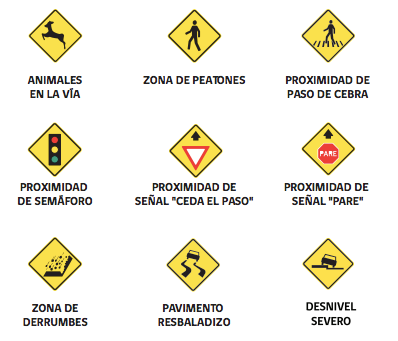 ANIMALES
EN LA VÍA
ZONA DE PEATONES
PROXIMIDAD DE
PASO DE CEBRA
PARE
PROXIMIDAD
DE SEMÁFORO
PROXIMIDAD DE
SEÑAL "CEDA EL PASO"
PROXIMIDAD DE
SEÑAL "PARE"
ZONA DE
DERRUMBES
PAVIMENTO
RESBALADIZO
DESNIVEL
SEVERO